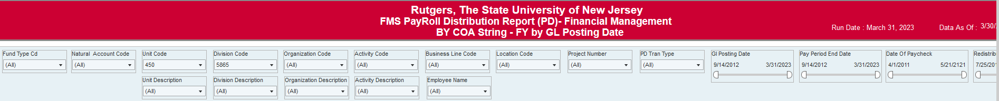 Rutgers, The State University of New Jersey
FMS PayRoll Distribution Report (PD)- Financial Management
BY COA String - FY by GL Posting Date
Run Date : March 31, 2023 Data As Of : 3/30/
Fund Type Cd Natural Account Code Unit Code Division Code Organization Code Activity Code Business Line Code Location Code Project Number PD Tran Type Gl Posting Date Pay Period End Date Date Of Paycheck Redistrib
(All) (All) 450 5865 (All) (All) (All) (All) (All) (All) 9/14/2012 3/31/2023 9/14/2012 3/31/2023 4/1/2011 5/21/2121 7/25/201
Unit Description Division Description Organization Description Activity Description Employee Name
(All) (All) (All) (All) (All)